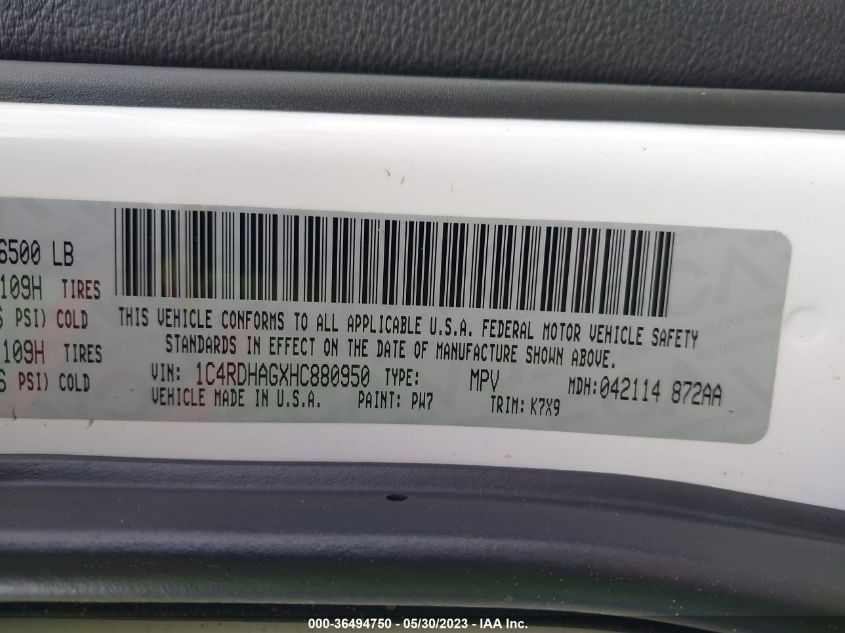 6500 LB
109H TIRES
PSI) COLD
109H TIRES
PSI) COLD
THIS VEHICLE CONFORMS TO ALL APPLICABLE U.S.A. FEDERAL MOTOR VEHICLE SAFETY
STANDARDS IN EFFECT ON THE DATE OF MANUFACTURE SHOWN ABOVE.
VIN: 1C4RDHAGXHC880950 TYPE: MPV MDH:042114 872AA
VEHICLE MADE IN U.S.A. PAINT: PW7 TRIM: K7X9
000-36494750 - 05/30/2023 - IAA Inc.